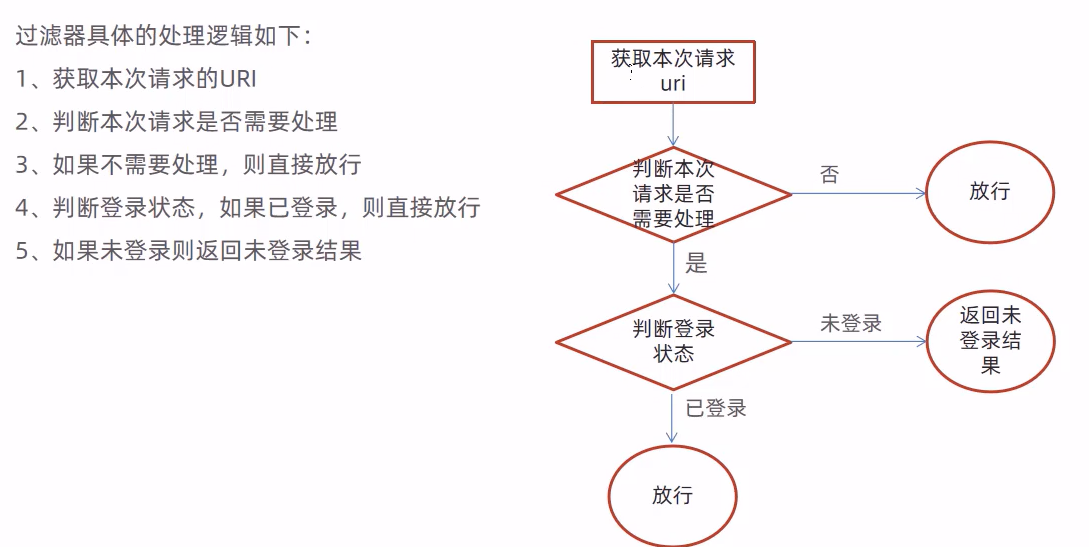 过滤器具体的处理逻辑如下：
1、获取本次请求的URI
2、判断本次请求是否需要处理
3、如果不需要处理，则直接放行
4、判断登录状态，如果已登录，则直接放行
5、如果未登录则返回未登录结果
获取本次请求
uri
判断本次
请求是否
需要处理
否
放行
是
判断登录
状态
未登录
返回未
登录结
果
已登录
放行